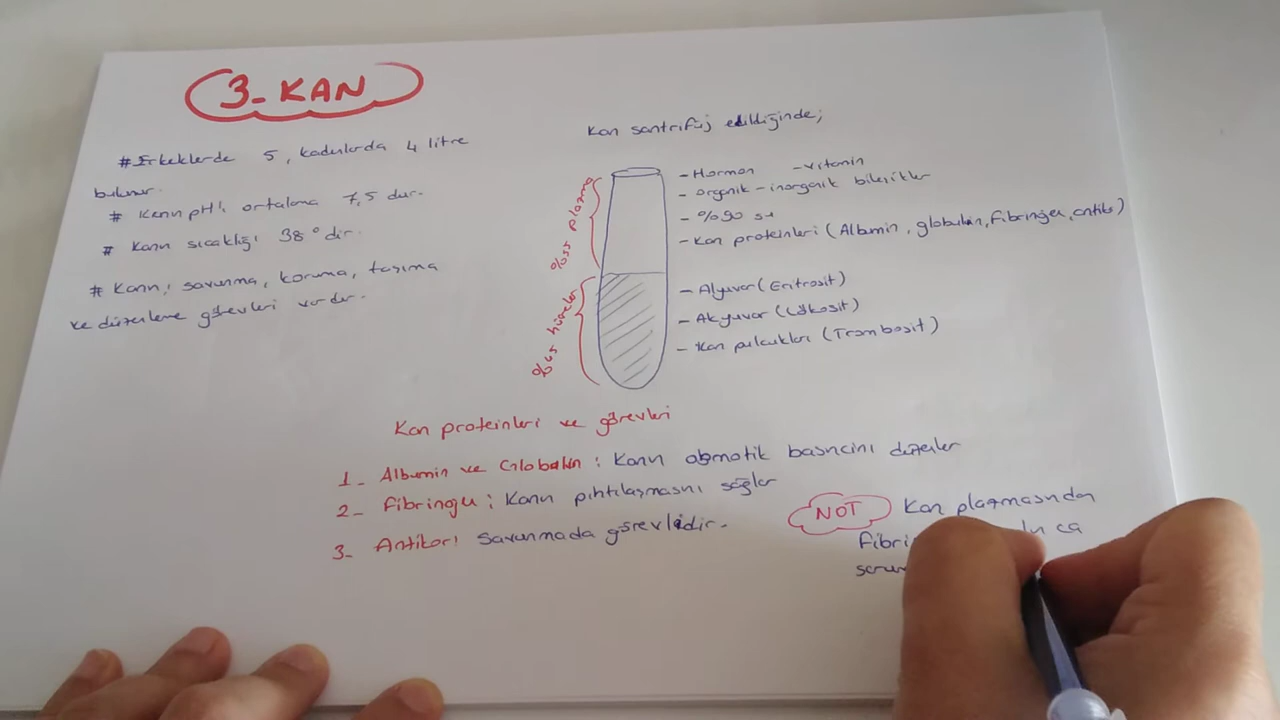 3- KAN
# Erkeklerde 5, kadınlarda 4 litre
bulunur.
# Kanın pH'ı ortalama 7,5 dur.
# Kanın sıcaklığı 38° dir.
# Kanın; savunma, koruma, taşıma
ve düzenleme görevleri vardır.
Kan santrifüj edildiğinde;
%55 plazma
%45 hücreler
- Hormon - vitamin
- organik - inorganik bileşikler
- %90 su
- Kan proteinleri (Albumin, globulin, fibrinojen, antiko)
- Alyuvar (Eritrosit)
- Akyuvar (Lökosit)
- Kan pulcukları (Trombosit)
Kan proteinleri ve görevleri
1- Albumin ve Globulin : Kanın osmotik basıncını düzenler
2- Fibrinojen : Kanın pıhtılaşmasını sağlar
3- Antikor: Savunmada görevlidir.
NOT Kan plazmasından
fibri